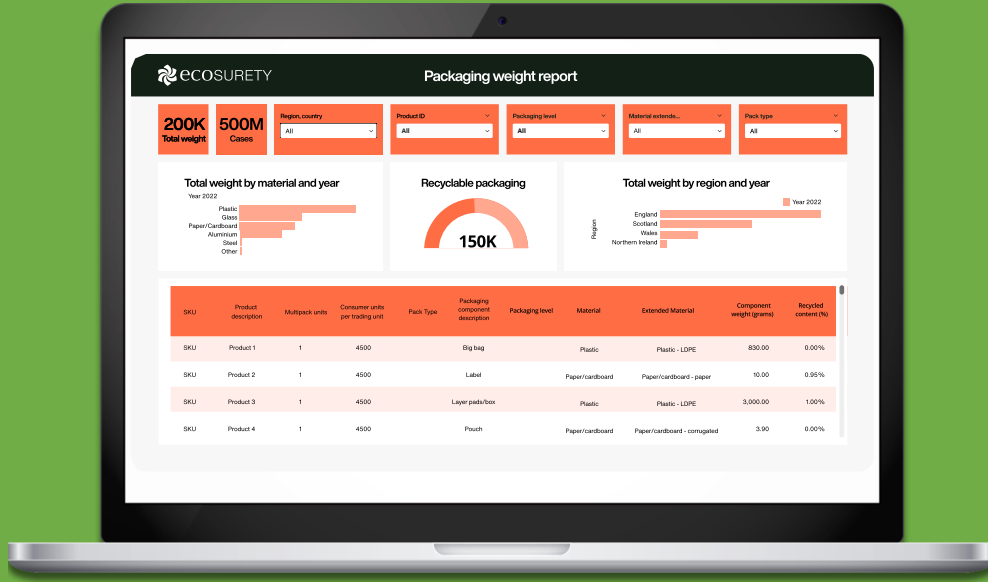 ecoSURETY
Packaging weight report
200K
Total weight
500M
Cases
Region, country
All
Product ID
All
Packaging level
All
Material extende...
All
Pack type
All
Total weight by material and year
Year 2022
Plastic
Glass
Paper/Cardboard
Aluminium
Steel
Other
Recyclable packaging
150K
Total weight by region and year
Year 2022
Region
England
Scotland
Wales
Northern Ireland
SKU Product description Multipack units Consumer units per trading unit Pack Type Packaging component description Packaging level Material Extended Material Component weight (grams) Recycled content (%)
SKU Product 1 1 4500 Big bag Plastic Plastic - LDPE 830.00 0.00%
SKU Product 2 1 4500 Label Paper/cardboard Paper/cardboard - paper 10.00 0.95%
SKU Product 3 1 4500 Layer pads/box Plastic Plastic - LDPE 3,000.00 1.00%
SKU Product 4 1 4500 Pouch Paper/cardboard Paper/cardboard - corrugated 3.90 0.00%